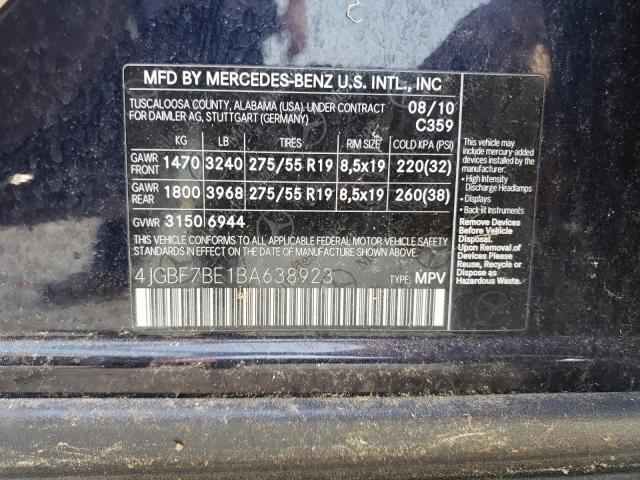 MFD BY MERCEDES-BENZ U.S. INTL., INC
TUSCALOOSA COUNTY, ALABAMA (USA), UNDER CONTRACT 08/10
FOR DAIMLER AG, STUTTGART (GERMANY) C359
KG LB TIRES RIM SIZE COLD KPA (PSI)
GAWR FRONT 1470 3240 275/55 R19 8,5x19 220(32)
GAWR REAR 1800 3968 275/55 R19 8,5x19 260(38)
GVWR 3150 6944
THIS VEHICLE CONFORMS TO ALL APPLICABLE FEDERAL MOTOR VEHICLE SAFETY
STANDARDS IN EFFECT ON THE DATE OF MANUFACTURE SHOWN ABOVE.
4JGBF7BE1BA638923 TYPE: MPV
This vehicle may
include mercury-added
devices installed by the
manufacturer:
- High Intensity
Discharge Headlamps
- Displays
- Back-lit Instruments
Remove Devices
Before Vehicle
Disposal.
Upon Removal of
Devices Please
Reuse, Recycle or
Dispose as
Hazardous Waste.